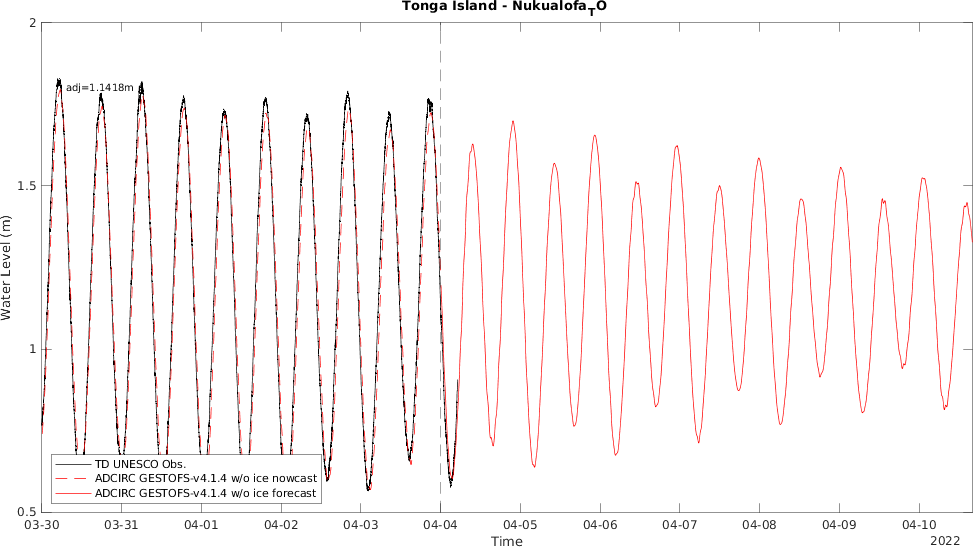 Tonga Island - NukualofaTO
2
adj=1.1418m
1.5
Water Level (m)
1
TD UNESCO Obs.
ADCIRC GESTOFS-v4.1.4 w/o ice nowcast
ADCIRC GESTOFS-v4.1.4 w/o ice forecast
0.5
03-30 03-31 04-01 04-02 04-03 04-04 04-05 04-06 04-07 04-08 04-09 04-10
Time
2022